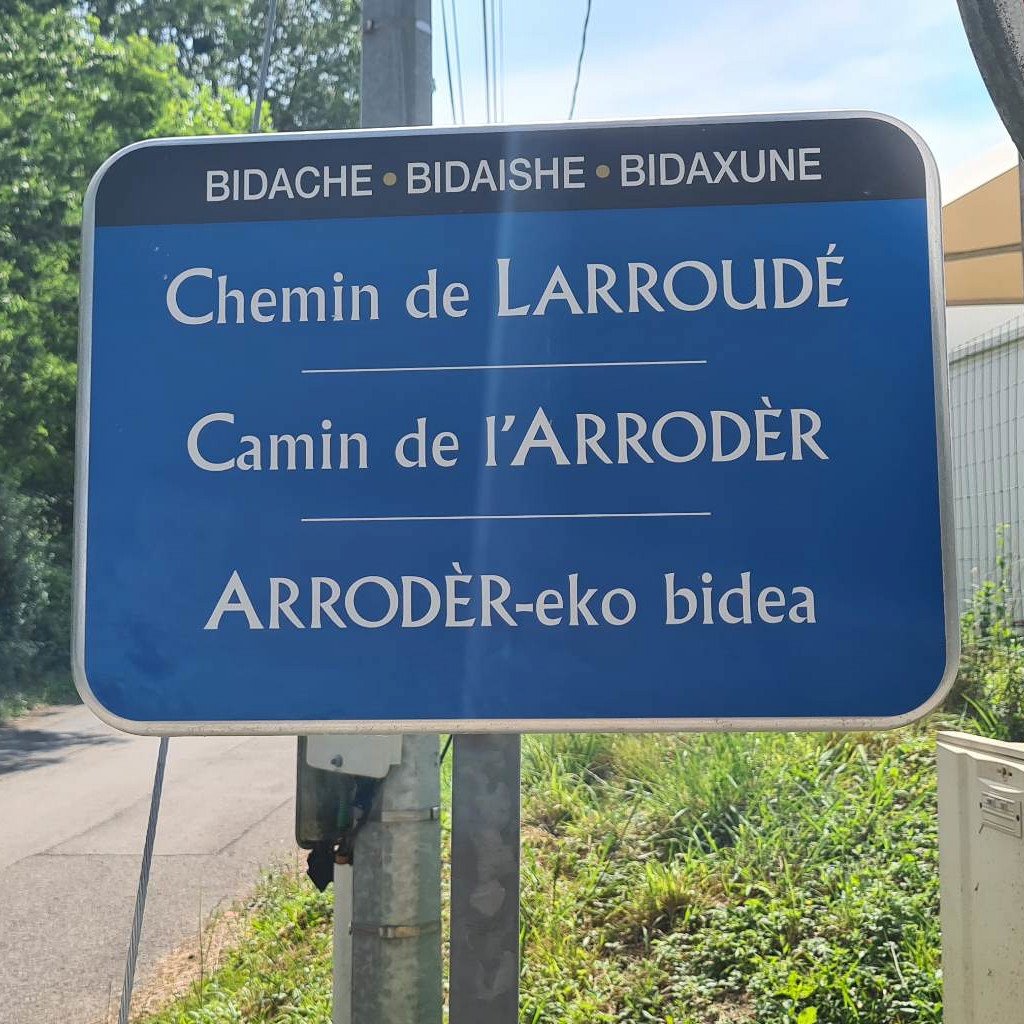 BIDACHE • BIDAISHE • BIDAXUNE
Chemin de LARROUDÉ
Camin de l'ARRODÈR
ARRODÈR-eko bidea